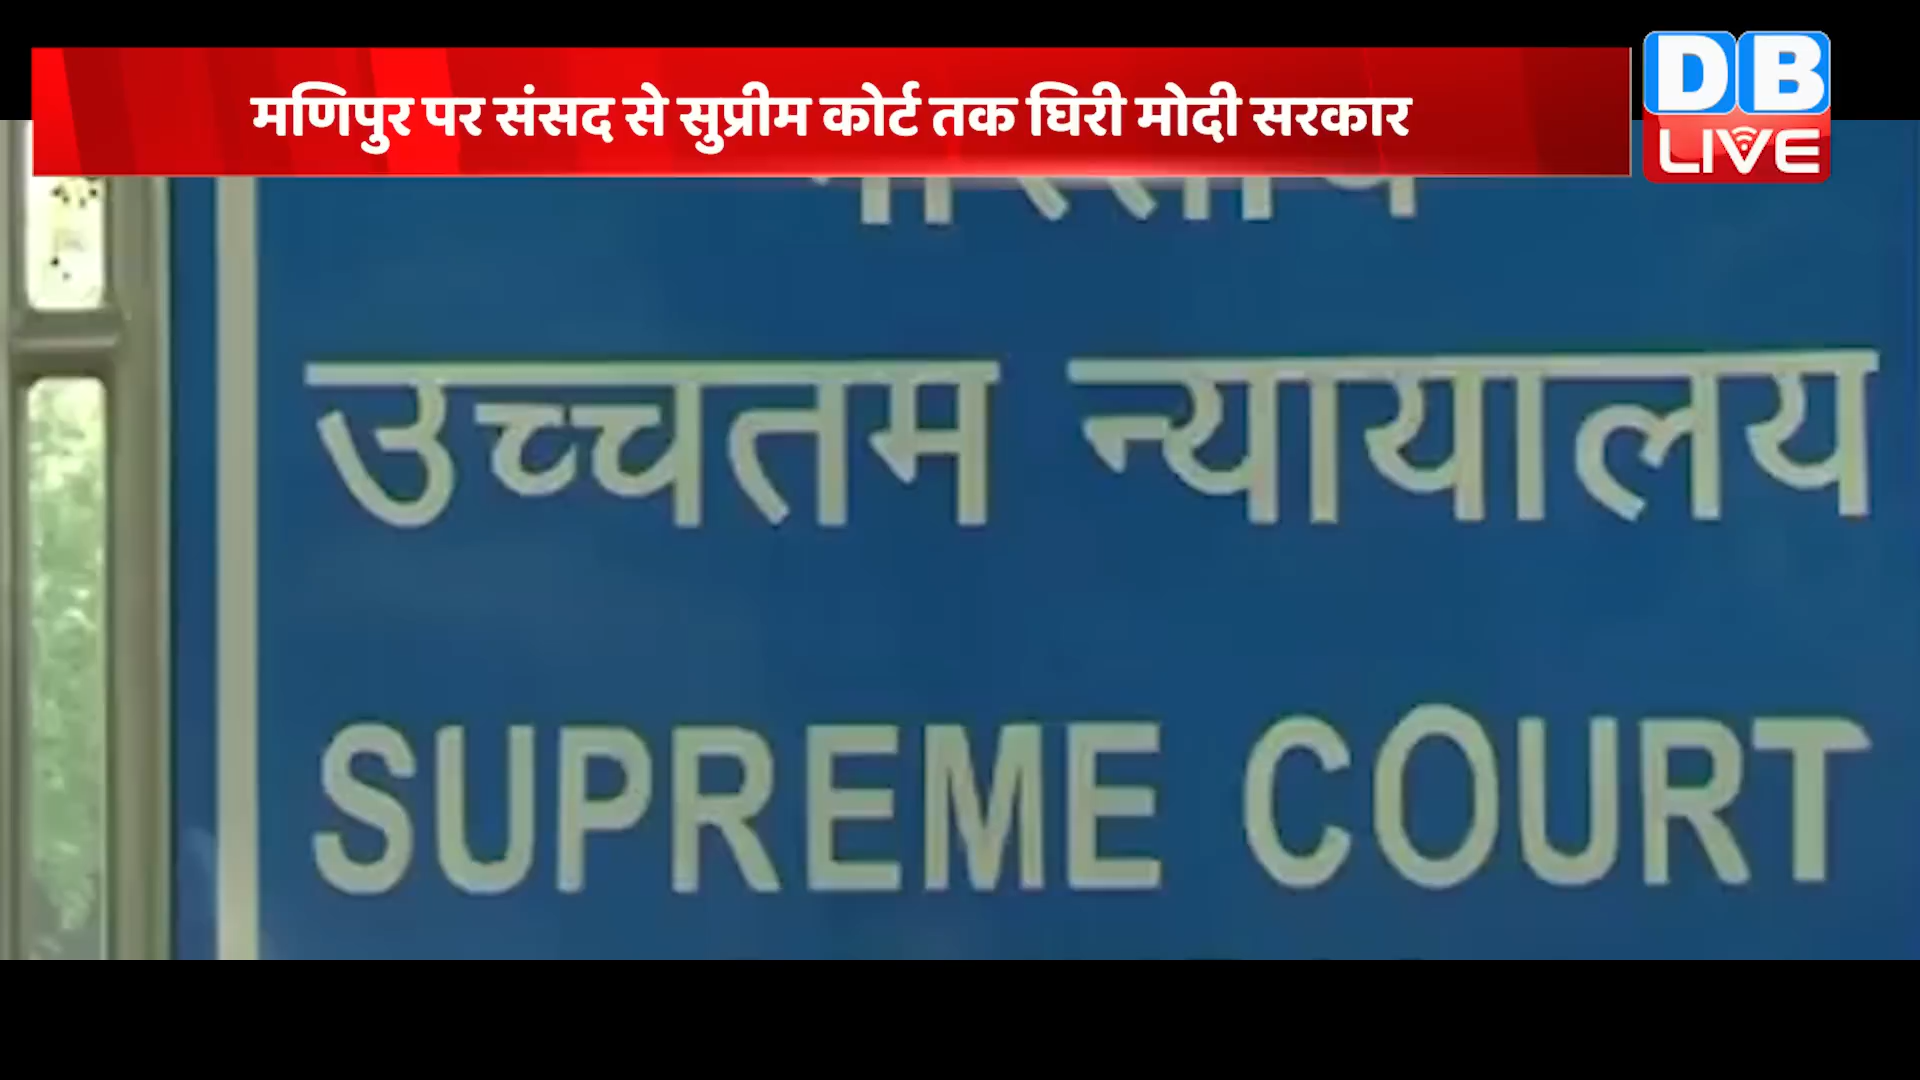 मणिपुर पर संसद से सुप्रीम कोर्ट तक घिरी मोदी सरकार
DB
LIVE
उच्चतम न्यायालय
SUPREME COURT